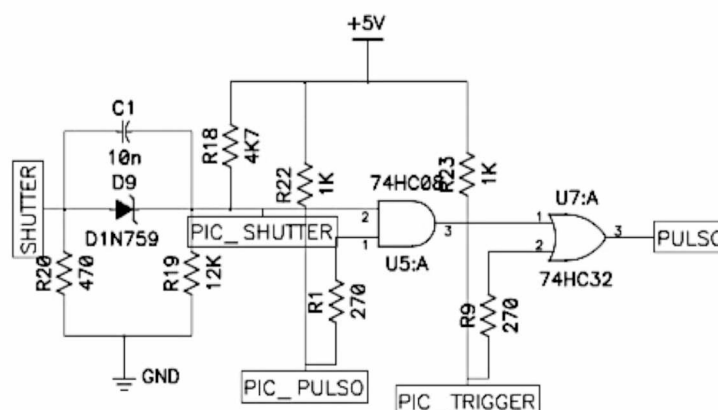 +5V
C1
10n
R18
4K7
R22
1K
R23
1K
D9
D1N759
SHUTTER
74HC08
U7:A
PIC_SHUTTER
2
1
3
U5:A
1
2
3
PULSO
74HC32
R20
470
R19
12K
R1
270
R9
270
GND
PIC_PULSO
PIC_TRIGGER